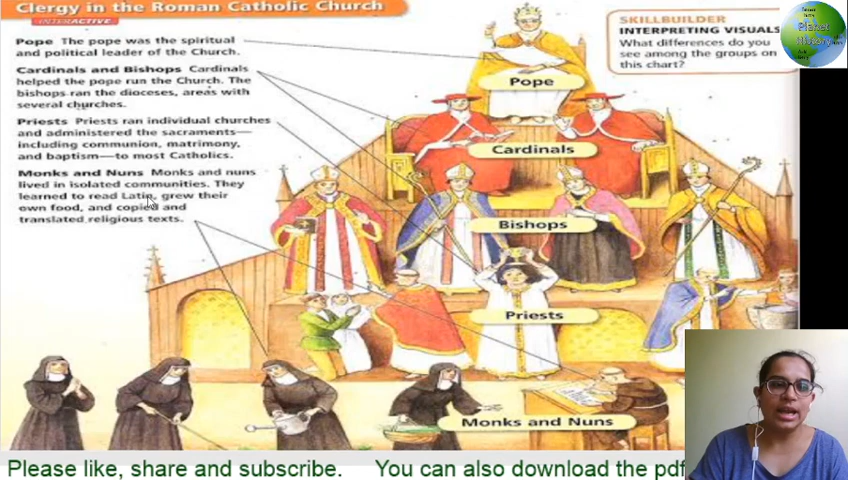 Clergy in the Roman Catholic Church
INTERACTIVE
Pope The pope was the spiritual
and political leader of the Church.
Cardinals and Bishops Cardinals
helped the pope run the Church. The
bishops ran the dioceses, areas with
several churches.
Priests Priests ran individual churches
and administered the sacraments—
including communion, matrimony,
and baptism—to most Catholics.
Monks and Nuns Monks and nuns
lived in isolated communities. They
learned to read Latin, grew their
own food, and copied and
translated religious texts.
SKILLBUILDER
INTERPRETING VISUALS
What differences do you
see among the groups on
this chart?
Planet
History
Pope
Cardinals
Bishops
Priests
Monks and Nuns
Please like, share and subscribe. You can also download the pdf